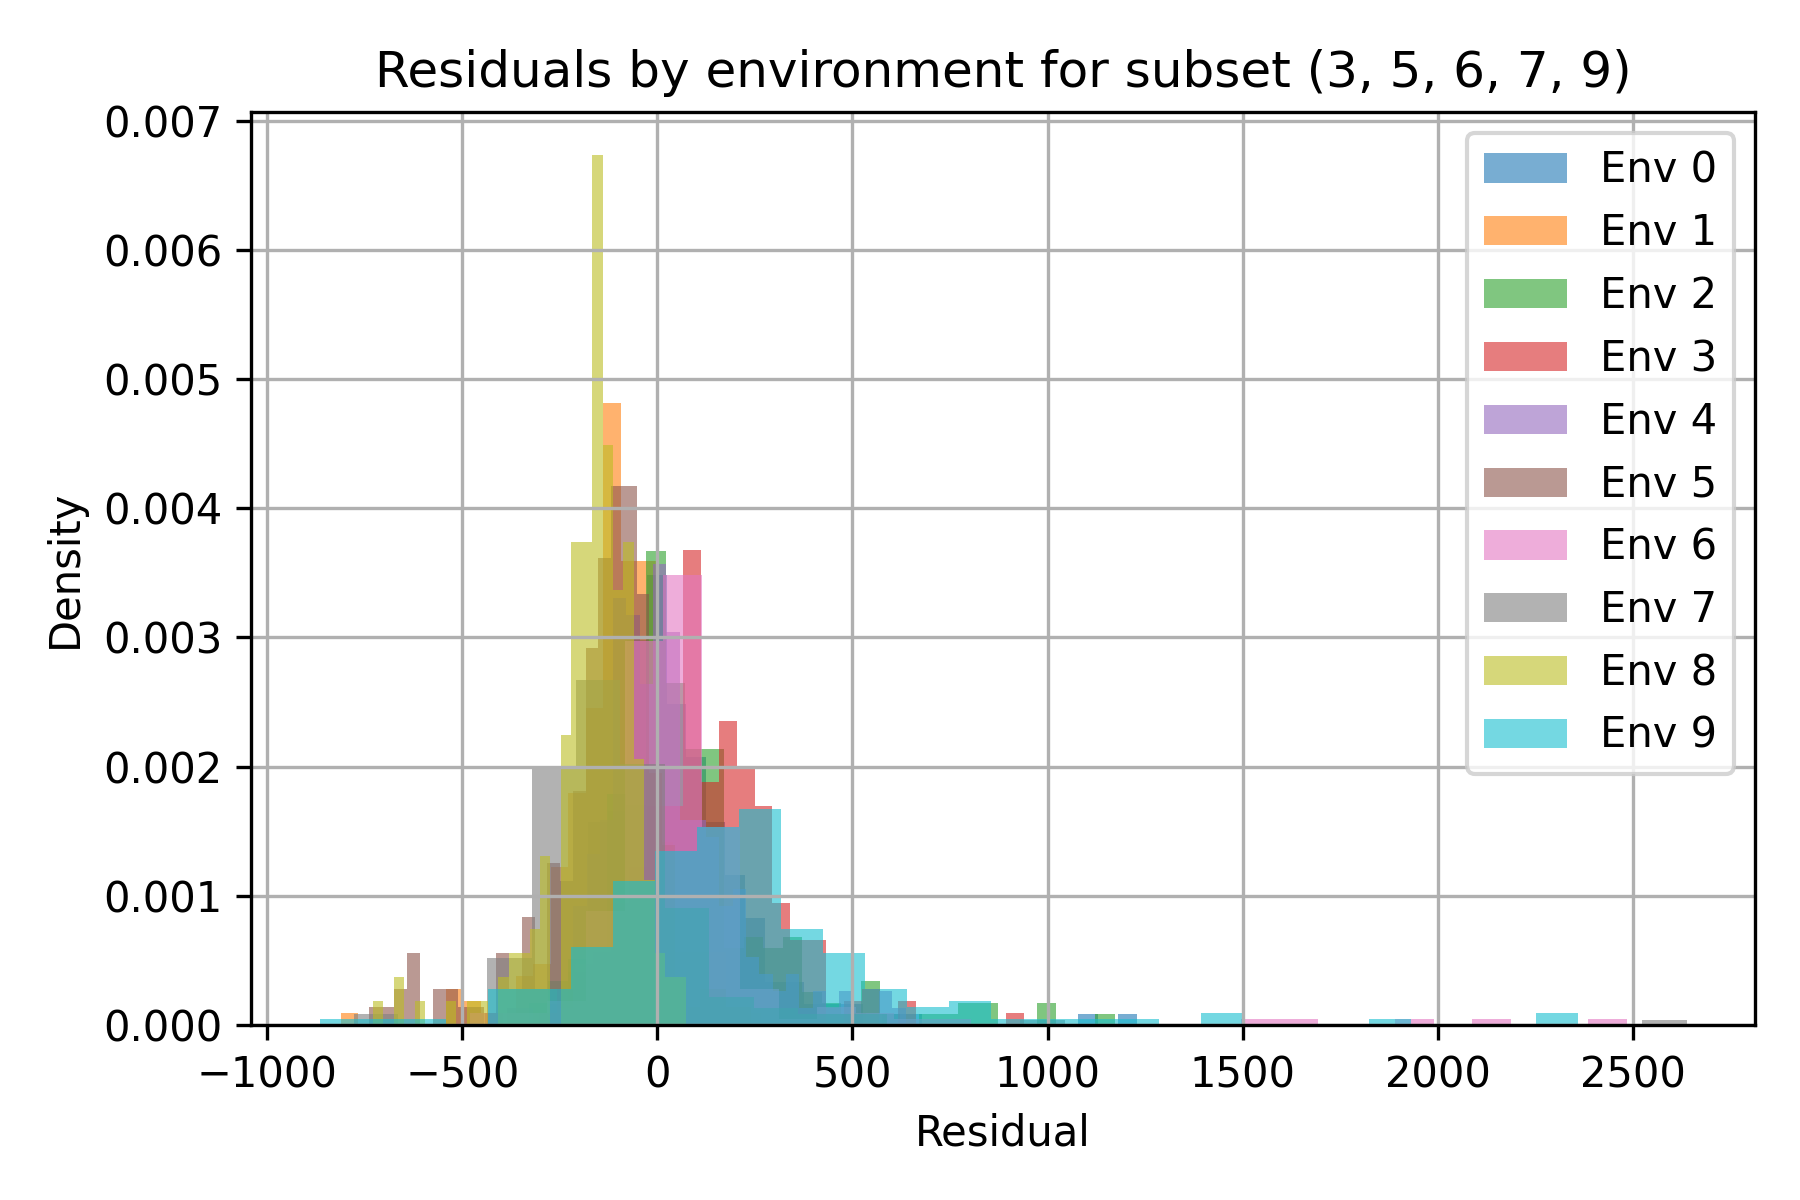 Residuals by environment for subset (3, 5, 6, 7, 9)
0.007
0.006
0.005
0.004
0.003
0.002
0.001
0.000
Density
−1000
−500
0
500
1000
1500
2000
2500
Residual
Env 0
Env 1
Env 2
Env 3
Env 4
Env 5
Env 6
Env 7
Env 8
Env 9